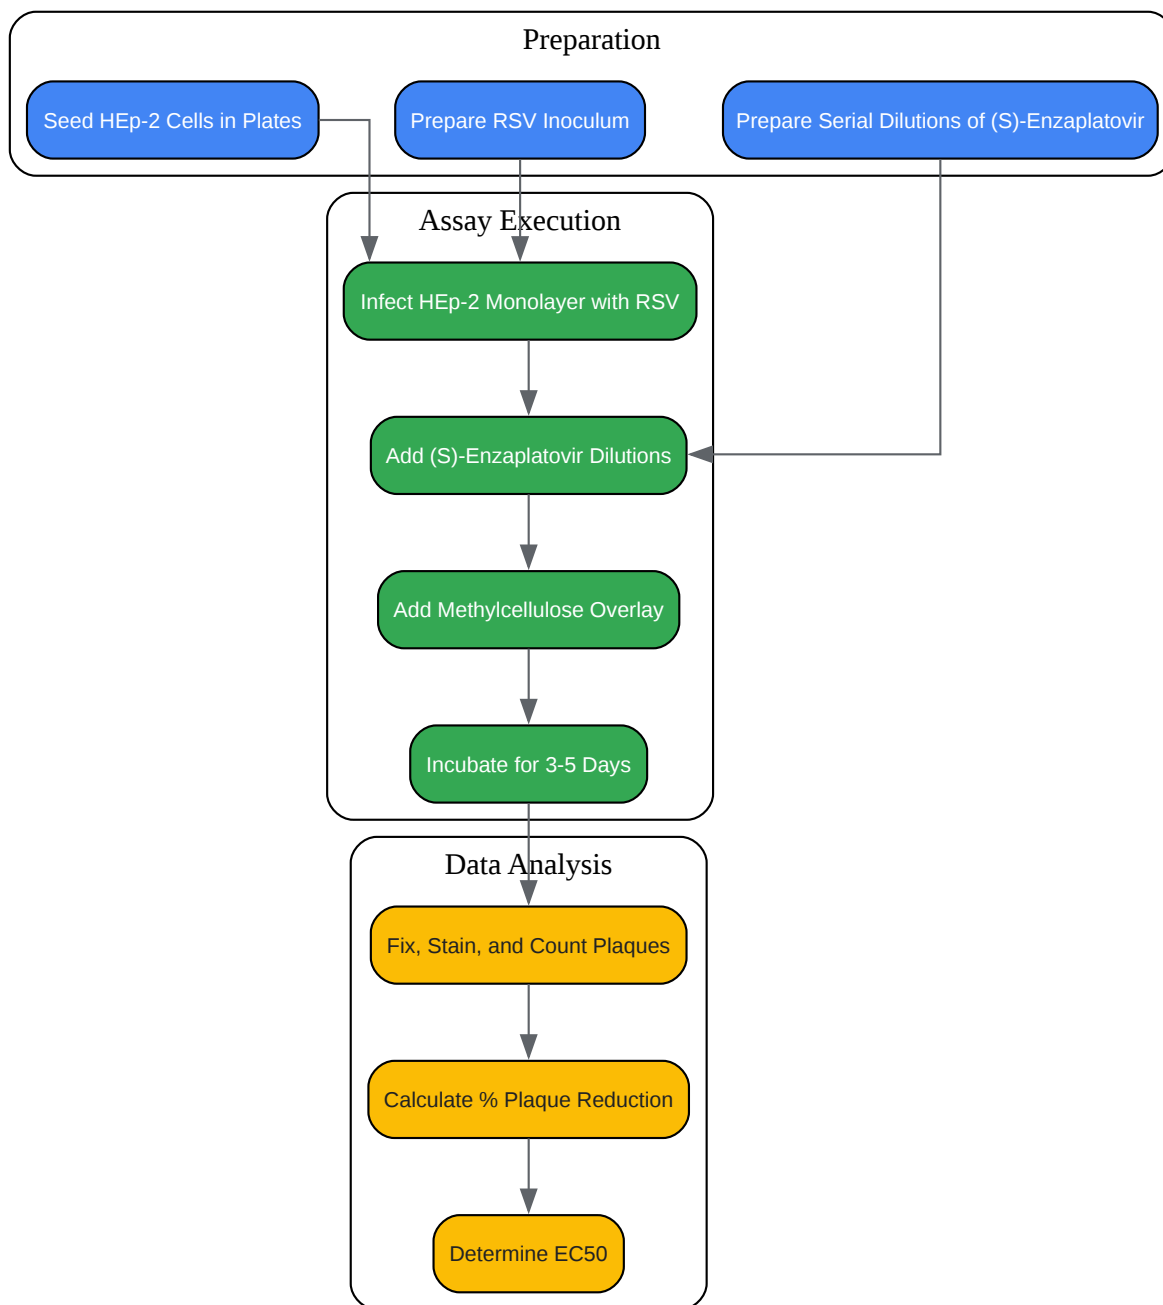 Preparation
Seed HEp-2 Cells in Plates
Prepare RSV Inoculum
Prepare Serial Dilutions of (S)-Enzaplatovir
Assay Execution
Infect HEp-2 Monolayer with RSV
Add (S)-Enzaplatovir Dilutions
Add Methylcellulose Overlay
Incubate for 3-5 Days
Data Analysis
Fix, Stain, and Count Plaques
Calculate % Plaque Reduction
Determine EC50